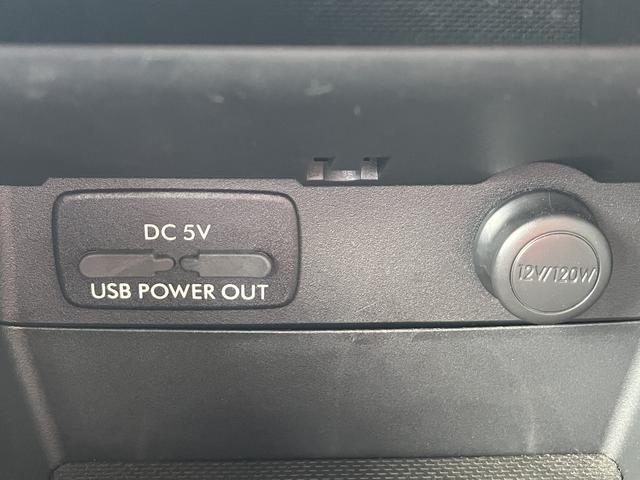 DC 5V
USB POWER OUT
12V/120W